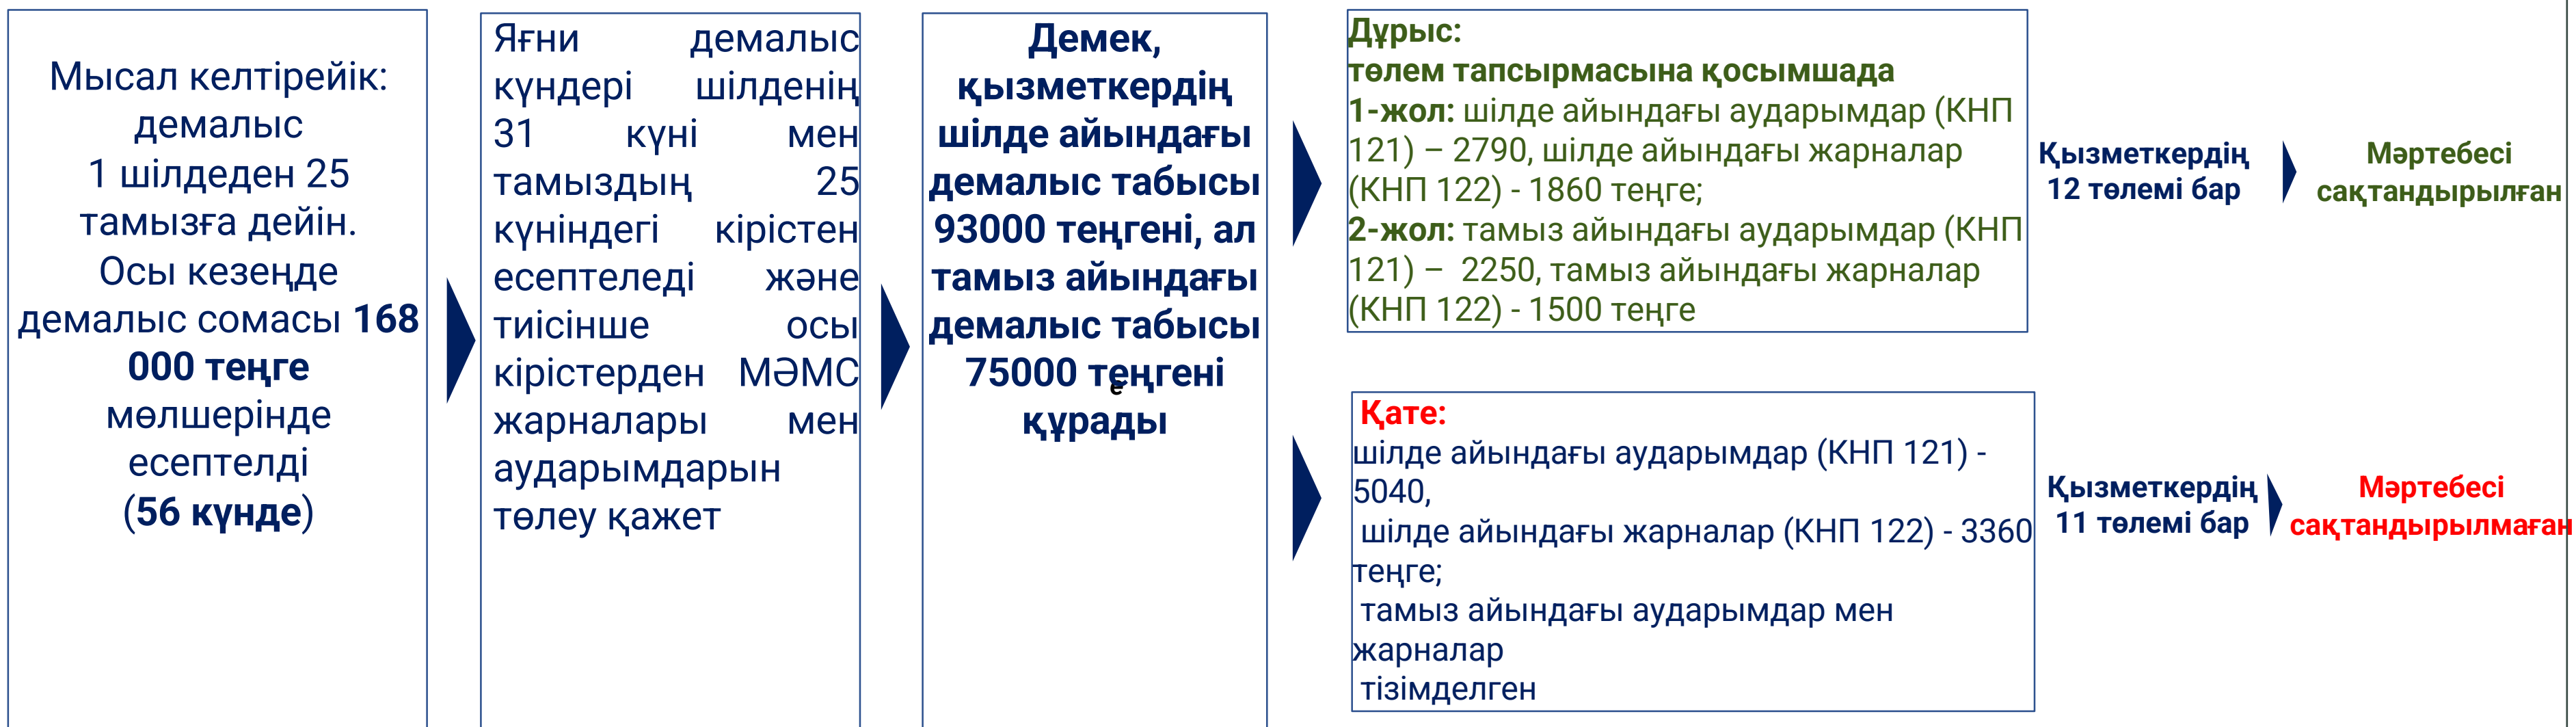 Мысал келтірейік:
демалыс
1 шілдеден 25
тамызға дейін.
Осы кезеңде
демалыс сомасы 168
000 теңге
мөлшерінде
есептелді
(56 күнде)
Яғни демалыс
күндері шілденің
31 күні мен
тамыздың 25
күніндегі кірістен
есептеледі және
тиісінше осы
кірістерден МӘМС
жарналары мен
аударымдарын
төлеу қажет
Демек,
қызметкердің
шілде айындағы
демалыс табысы
93000 теңгені, ал
тамыз айындағы
демалыс табысы
75000 теңгені
е
құрады
Дұрыс:
төлем тапсырмасына қосымшада
1-жол: шілде айындағы аударымдар (КНП
121) – 2790, шілде айындағы жарналар
(КНП 122) - 1860 теңге;
2-жол: тамыз айындағы аударымдар (КНП
121) – 2250, тамыз айындағы жарналар
(КНП 122) - 1500 теңге
Қызметкердің
12 төлемі бар
Мәртебесі
сақтандырылған
Қате:
шілде айындағы аударымдар (КНП 121) -
5040,
шілде айындағы жарналар (КНП 122) - 3360
теңге;
тамыз айындағы аударымдар мен
жарналар
тізімделген
Қызметкердің
11 төлемі бар
Мәртебесі
сақтандырылмаған